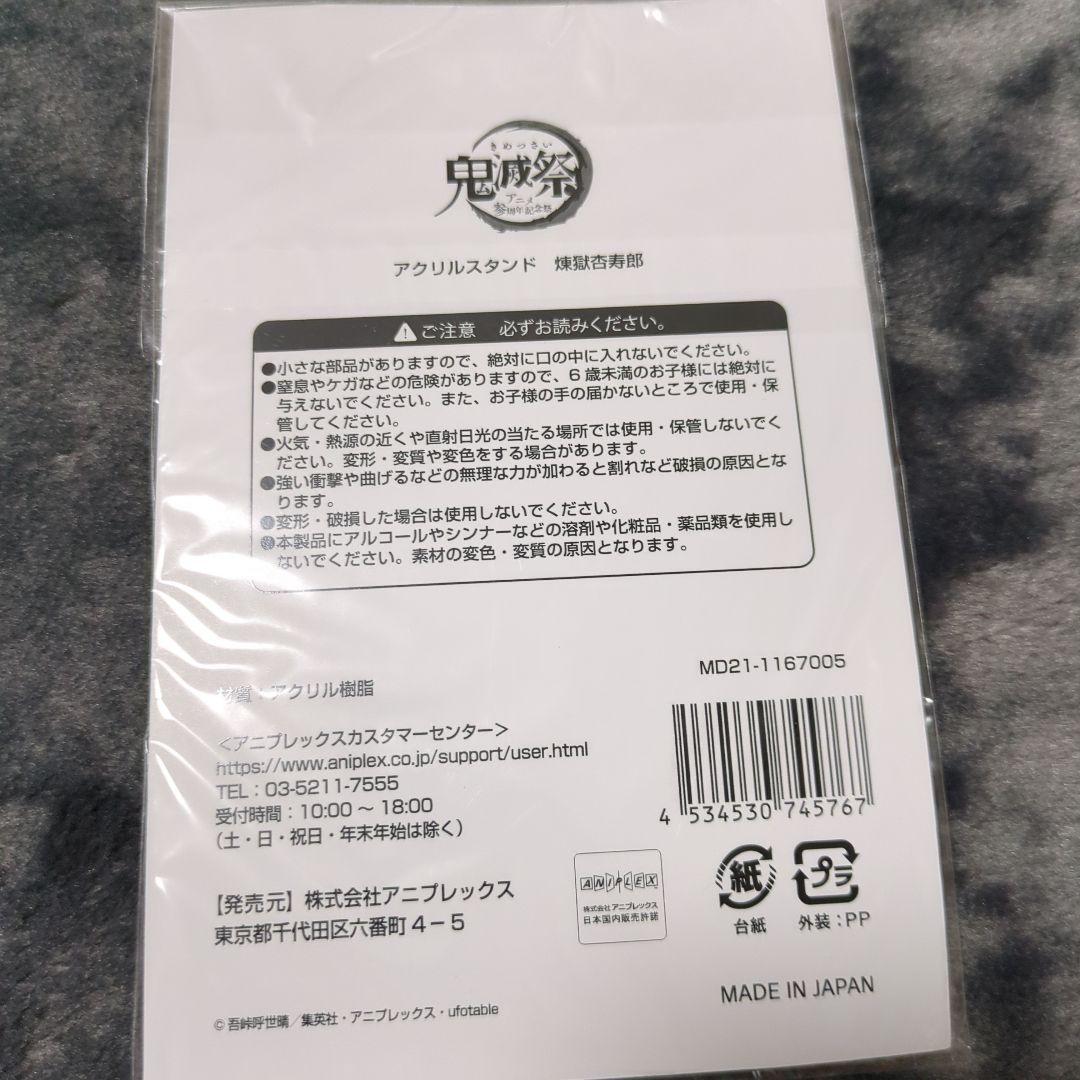 きめっさい
鬼滅祭
アニメ
参周年記念祭
アクリルスタンド 煉獄杏寿郎
ご注意 必ずお読みください。
●小さな部品がありますので、絶対に口の中に入れないでください。
●窒息やケガなどの危険がありますので、6歳未満のお子様には絶対に
与えないでください。また、お子様の手の届かないところで使用・保
管してください。
●火気・熱源の近くや直射日光の当たる場所では使用・保管しないでく
ださい。変形・変質や変色をする場合があります。
●強い衝撃や曲げるなどの無理な力が加わると割れなど破損の原因とな
ります。
●変形・破損した場合は使用しないでください。
●本製品にアルコールやシンナーなどの溶剤や化粧品・薬品類を使用し
ないでください。素材の変色・変質の原因となります。
MD21-1167005
材質：アクリル樹脂
＜アニプレックスカスタマーセンター＞
https://www.aniplex.co.jp/support/user.html
TEL：03-5211-7555
受付時間：10:00～18:00
（土・日・祝日・年末年始は除く）
4 534530 745767
【発売元】株式会社アニプレックス
東京都千代田区六番町4－5
ANIPLEX
株式会社アニプレックス
日本国内販売許諾
紙
台紙
プラ
外装：PP
MADE IN JAPAN
©吾峠呼世晴／集英社・アニプレックス・ufotable